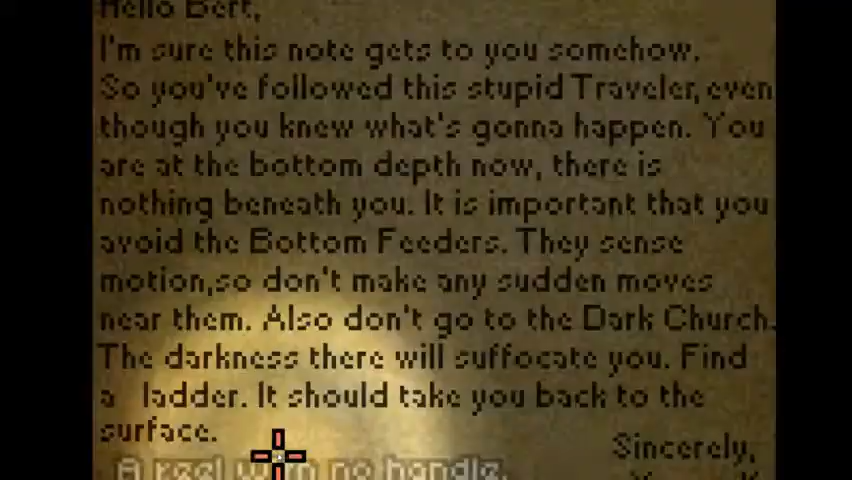 Hello Bert,
I'm sure this note gets to you somehow.
So you've followed this stupid Traveler, even
though you knew what's gonna happen. You
are at the bottom depth now, there is
nothing beneath you. It is important that you
avoid the Bottom Feeders. They sense
motion,so don't make any sudden moves
near them. Also don't go to the Dark Church.
The darkness there will suffocate you. Find
a ladder. It should take you back to the
surface.
Sincerely,
A reel with no handle.